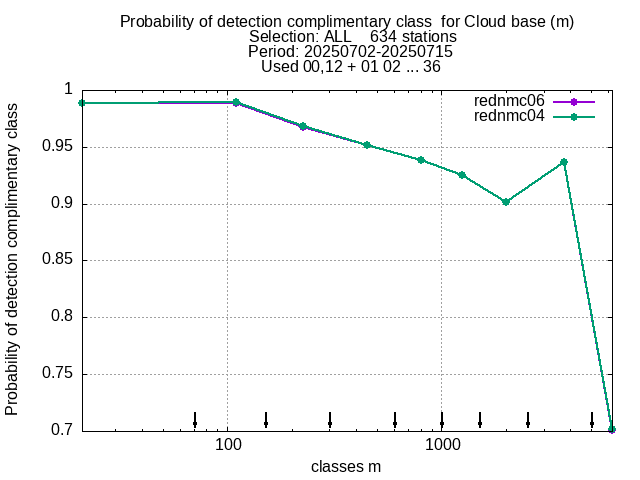 Probability of detection complimentary class  for Cloud base (m)
Selection: ALL    634 stations
Period: 20250702-20250715
Used 00,12 + 01 02 ... 36
rednmc06
rednmc04
Probability of detection complimentary class
1
0.95
0.9
0.85
0.8
0.75
0.7
100
1000
classes m